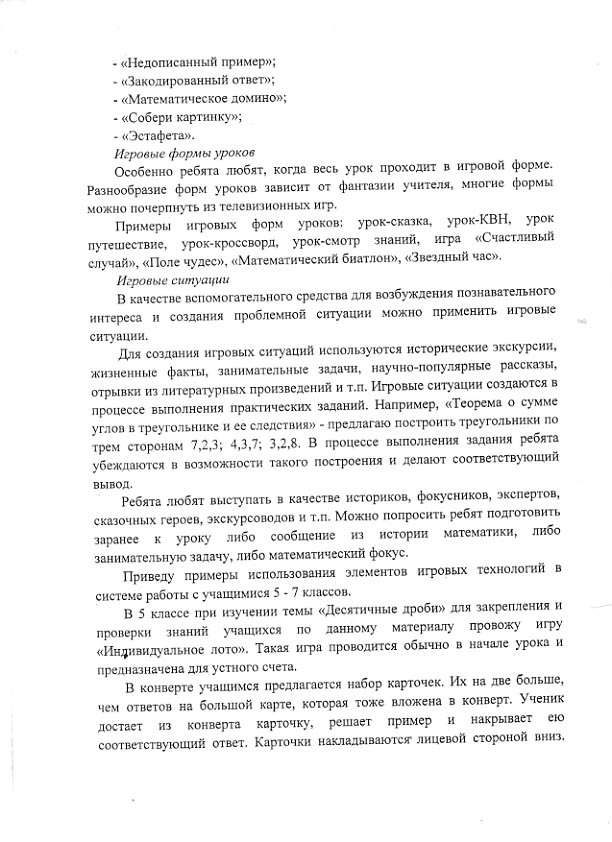 - «Недописанный пример»;
- «Закодированный ответ»;
- «Математическое домино»;
- «Собери картинку»;
- «Эстафета».
Игровые формы уроков
Особенно ребята любят, когда весь урок проходит в игровой форме.
Разнообразие форм уроков зависит от фантазии учителя, многие формы
можно почерпнуть из телевизионных игр.
Примеры игровых форм уроков: урок-сказка, урок-КВН, урок
путешествие, урок-кроссворд, урок-смотр знаний, игра «Счастливый
случай», «Поле чудес», «Математический биатлон», «Звездный час».
Игровые ситуации
В качестве вспомогательного средства для возбуждения познавательного
интереса и создания проблемной ситуации можно применить игровые
ситуации.
Для создания игровых ситуаций используются исторические экскурсии,
жизненные факты, занимательные задачи, научно-популярные рассказы,
отрывки из литературных произведений и т.п. Игровые ситуации создаются в
процессе выполнения практических заданий. Например, «Теорема о сумме
углов в треугольнике и ее следствия» - предлагаю построить треугольники по
трем сторонам 7,2,3; 4,3,7; 3,2,8. В процессе выполнения задания ребята
убеждаются в возможности такого построения и делают соответствующий
вывод.
Ребята любят выступать в качестве историков, фокусников, экспертов,
сказочных героев, экскурсоводов и т.п. Можно попросить ребят подготовить
заранее к уроку либо сообщение из истории математики, либо
занимательную задачу, либо математический фокус.
Приведу примеры использования элементов игровых технологий в
системе работы с учащимися 5 - 7 классов.
В 5 классе при изучении темы «Десятичные дроби» для закрепления и
проверки знаний учащихся по данному материалу провожу игру
«Индивидуальное лото». Такая игра проводится обычно в начале урока и
предназначена для устного счета.
В конверте учащимся предлагается набор карточек. Их на две больше,
чем ответов на большой карте, которая тоже вложена в конверт. Ученик
достает из конверта карточку, решает пример и накрывает ею
соответствующий ответ. Карточки накладываются лицевой стороной вниз.